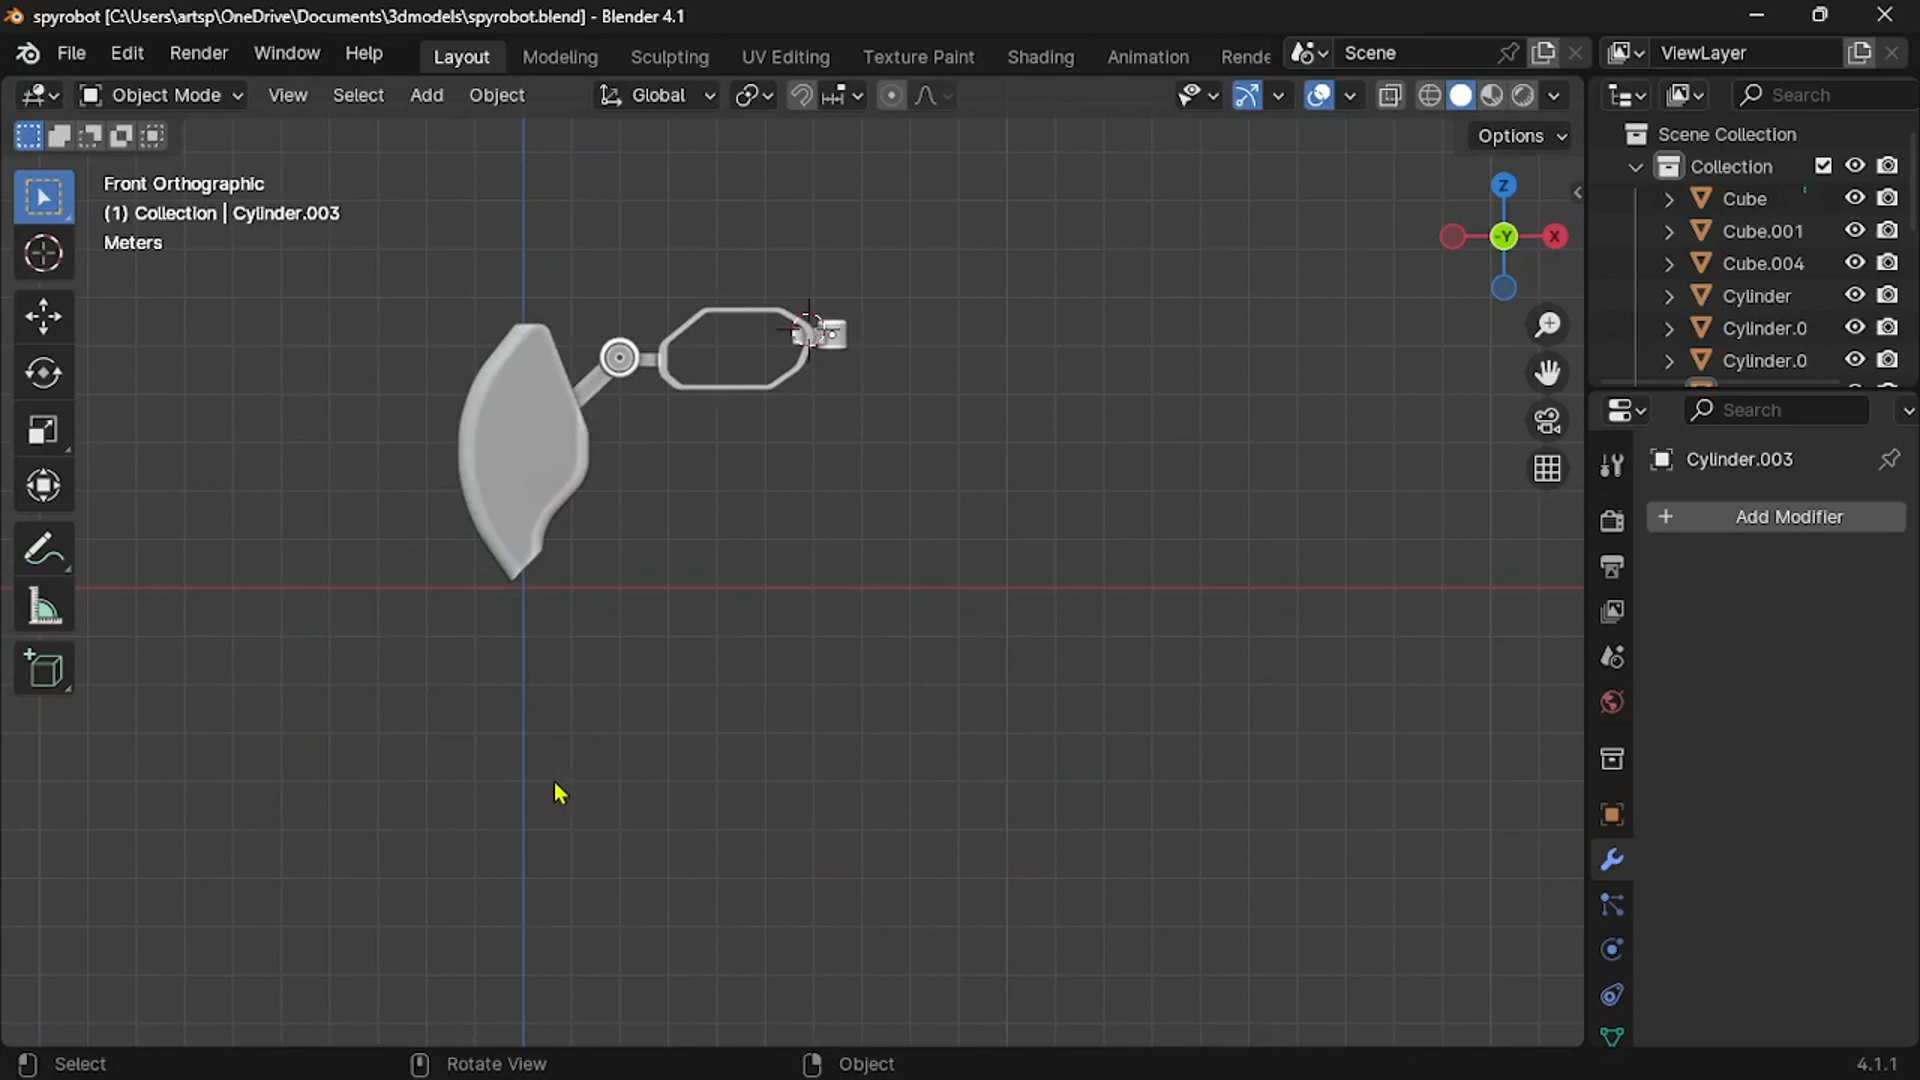 spyrobot [C:\Users\artsp\OneDrive\Documents\3dmodels\spyrobot.blend] - Blender 4.1
File Edit Render Window Help Layout Modeling Sculpting UV Editing Texture Paint Shading Animation Rende Scene ViewLayer
Object Mode View Select Add Object Global Search
Options
Scene Collection
Collection
Cube
Cube.001
Cube.004
Cylinder
Cylinder.0
Cylinder.0
Front Orthographic
(1) Collection | Cylinder.003
Meters
Z
-Y
X
Search
Cylinder.003
+ Add Modifier
Select Rotate View Object 4.1.1